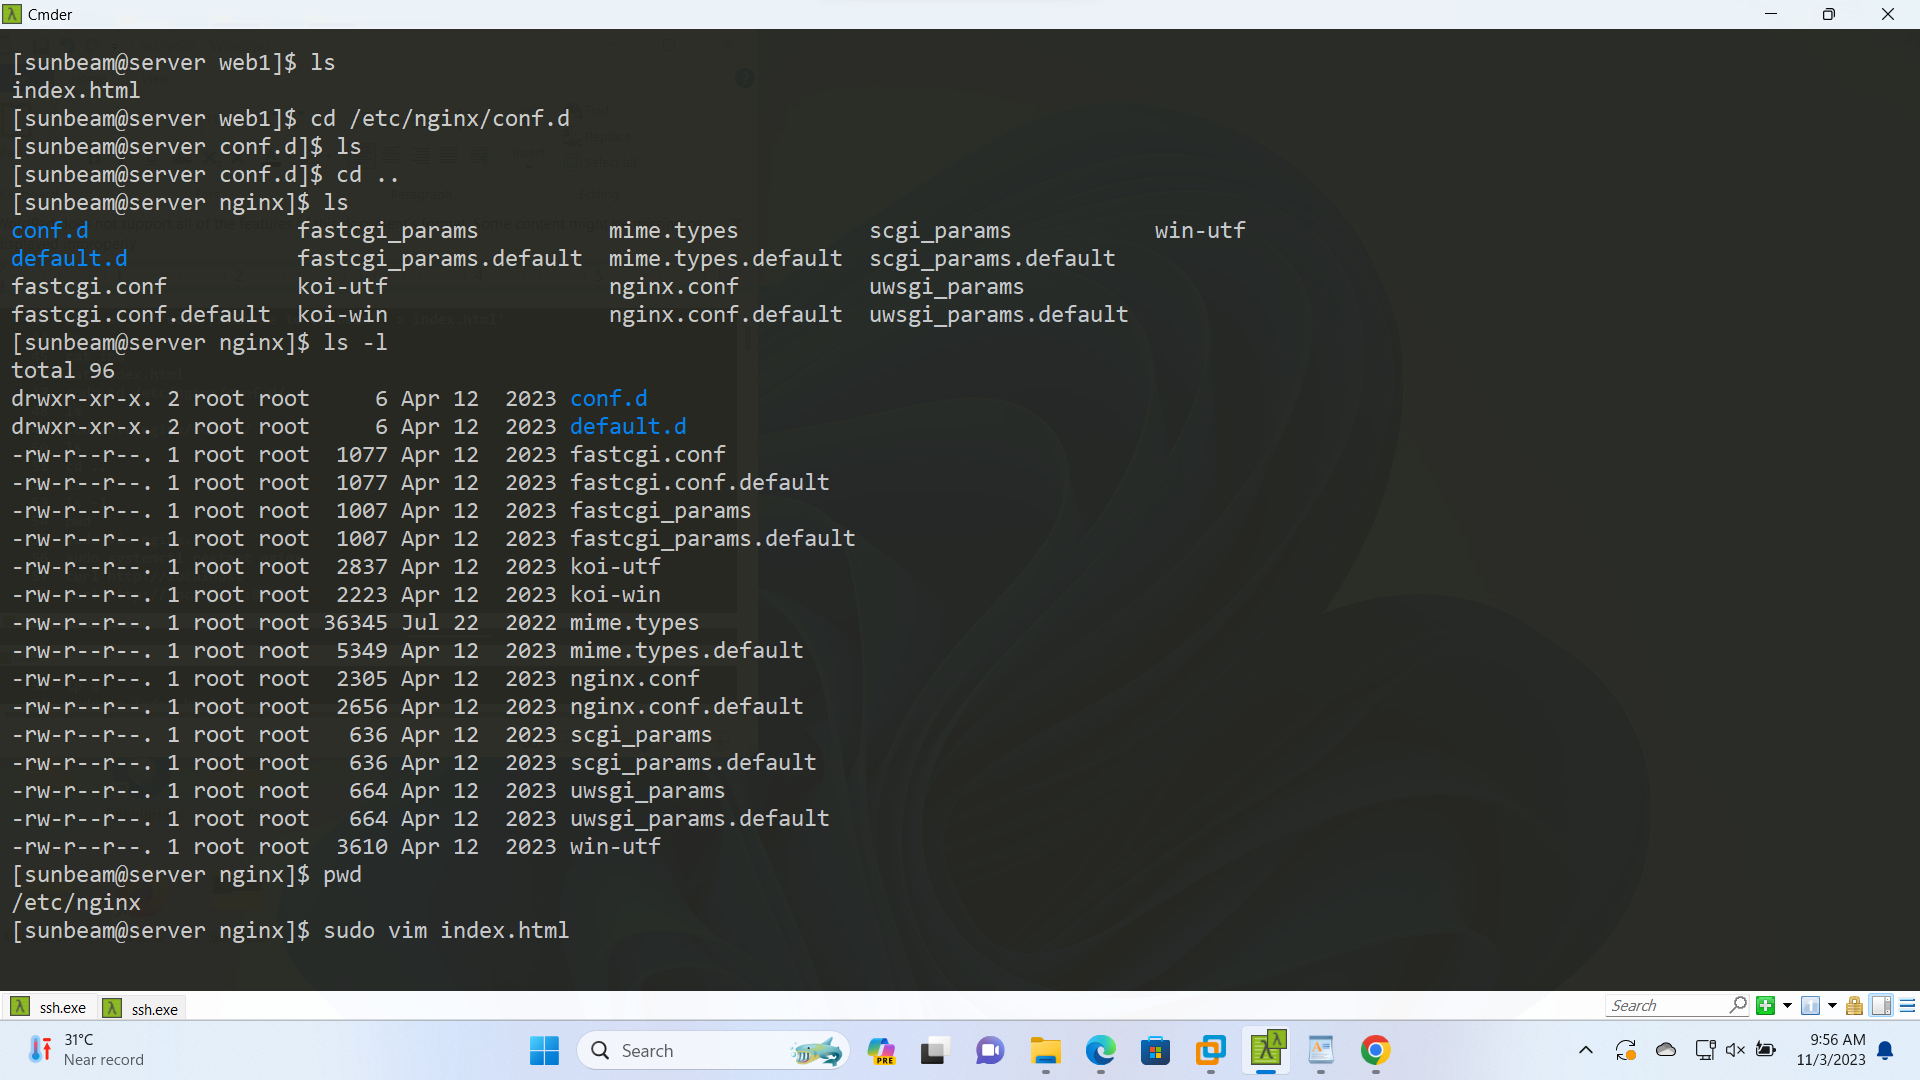 Cmder
[sunbeam@server web1]$ ls
index.html
[sunbeam@server web1]$ cd /etc/nginx/conf.d
[sunbeam@server conf.d]$ ls
[sunbeam@server conf.d]$ cd ..
[sunbeam@server nginx]$ ls
conf.d                fastcgi_params          mime.types          scgi_params           win-utf
default.d             fastcgi_params.default  mime.types.default  scgi_params.default
fastcgi.conf          koi-utf                 nginx.conf          uwsgi_params
fastcgi.conf.default  koi-win                 nginx.conf.default  uwsgi_params.default
[sunbeam@server nginx]$ ls -l
total 96
drwxr-xr-x. 2 root root     6 Apr 12  2023 conf.d
drwxr-xr-x. 2 root root     6 Apr 12  2023 default.d
-rw-r--r--. 1 root root  1077 Apr 12  2023 fastcgi.conf
-rw-r--r--. 1 root root  1077 Apr 12  2023 fastcgi.conf.default
-rw-r--r--. 1 root root  1007 Apr 12  2023 fastcgi_params
-rw-r--r--. 1 root root  1007 Apr 12  2023 fastcgi_params.default
-rw-r--r--. 1 root root  2837 Apr 12  2023 koi-utf
-rw-r--r--. 1 root root  2223 Apr 12  2023 koi-win
-rw-r--r--. 1 root root 36345 Jul 22  2022 mime.types
-rw-r--r--. 1 root root  5349 Apr 12  2023 mime.types.default
-rw-r--r--. 1 root root  2305 Apr 12  2023 nginx.conf
-rw-r--r--. 1 root root  2656 Apr 12  2023 nginx.conf.default
-rw-r--r--. 1 root root   636 Apr 12  2023 scgi_params
-rw-r--r--. 1 root root   636 Apr 12  2023 scgi_params.default
-rw-r--r--. 1 root root   664 Apr 12  2023 uwsgi_params
-rw-r--r--. 1 root root   664 Apr 12  2023 uwsgi_params.default
-rw-r--r--. 1 root root  3610 Apr 12  2023 win-utf
[sunbeam@server nginx]$ pwd
/etc/nginx
[sunbeam@server nginx]$ sudo vim index.html
ssh.exe ssh.exe Search
31°C
Near record
Search
PRE
9:56 AM
11/3/2023